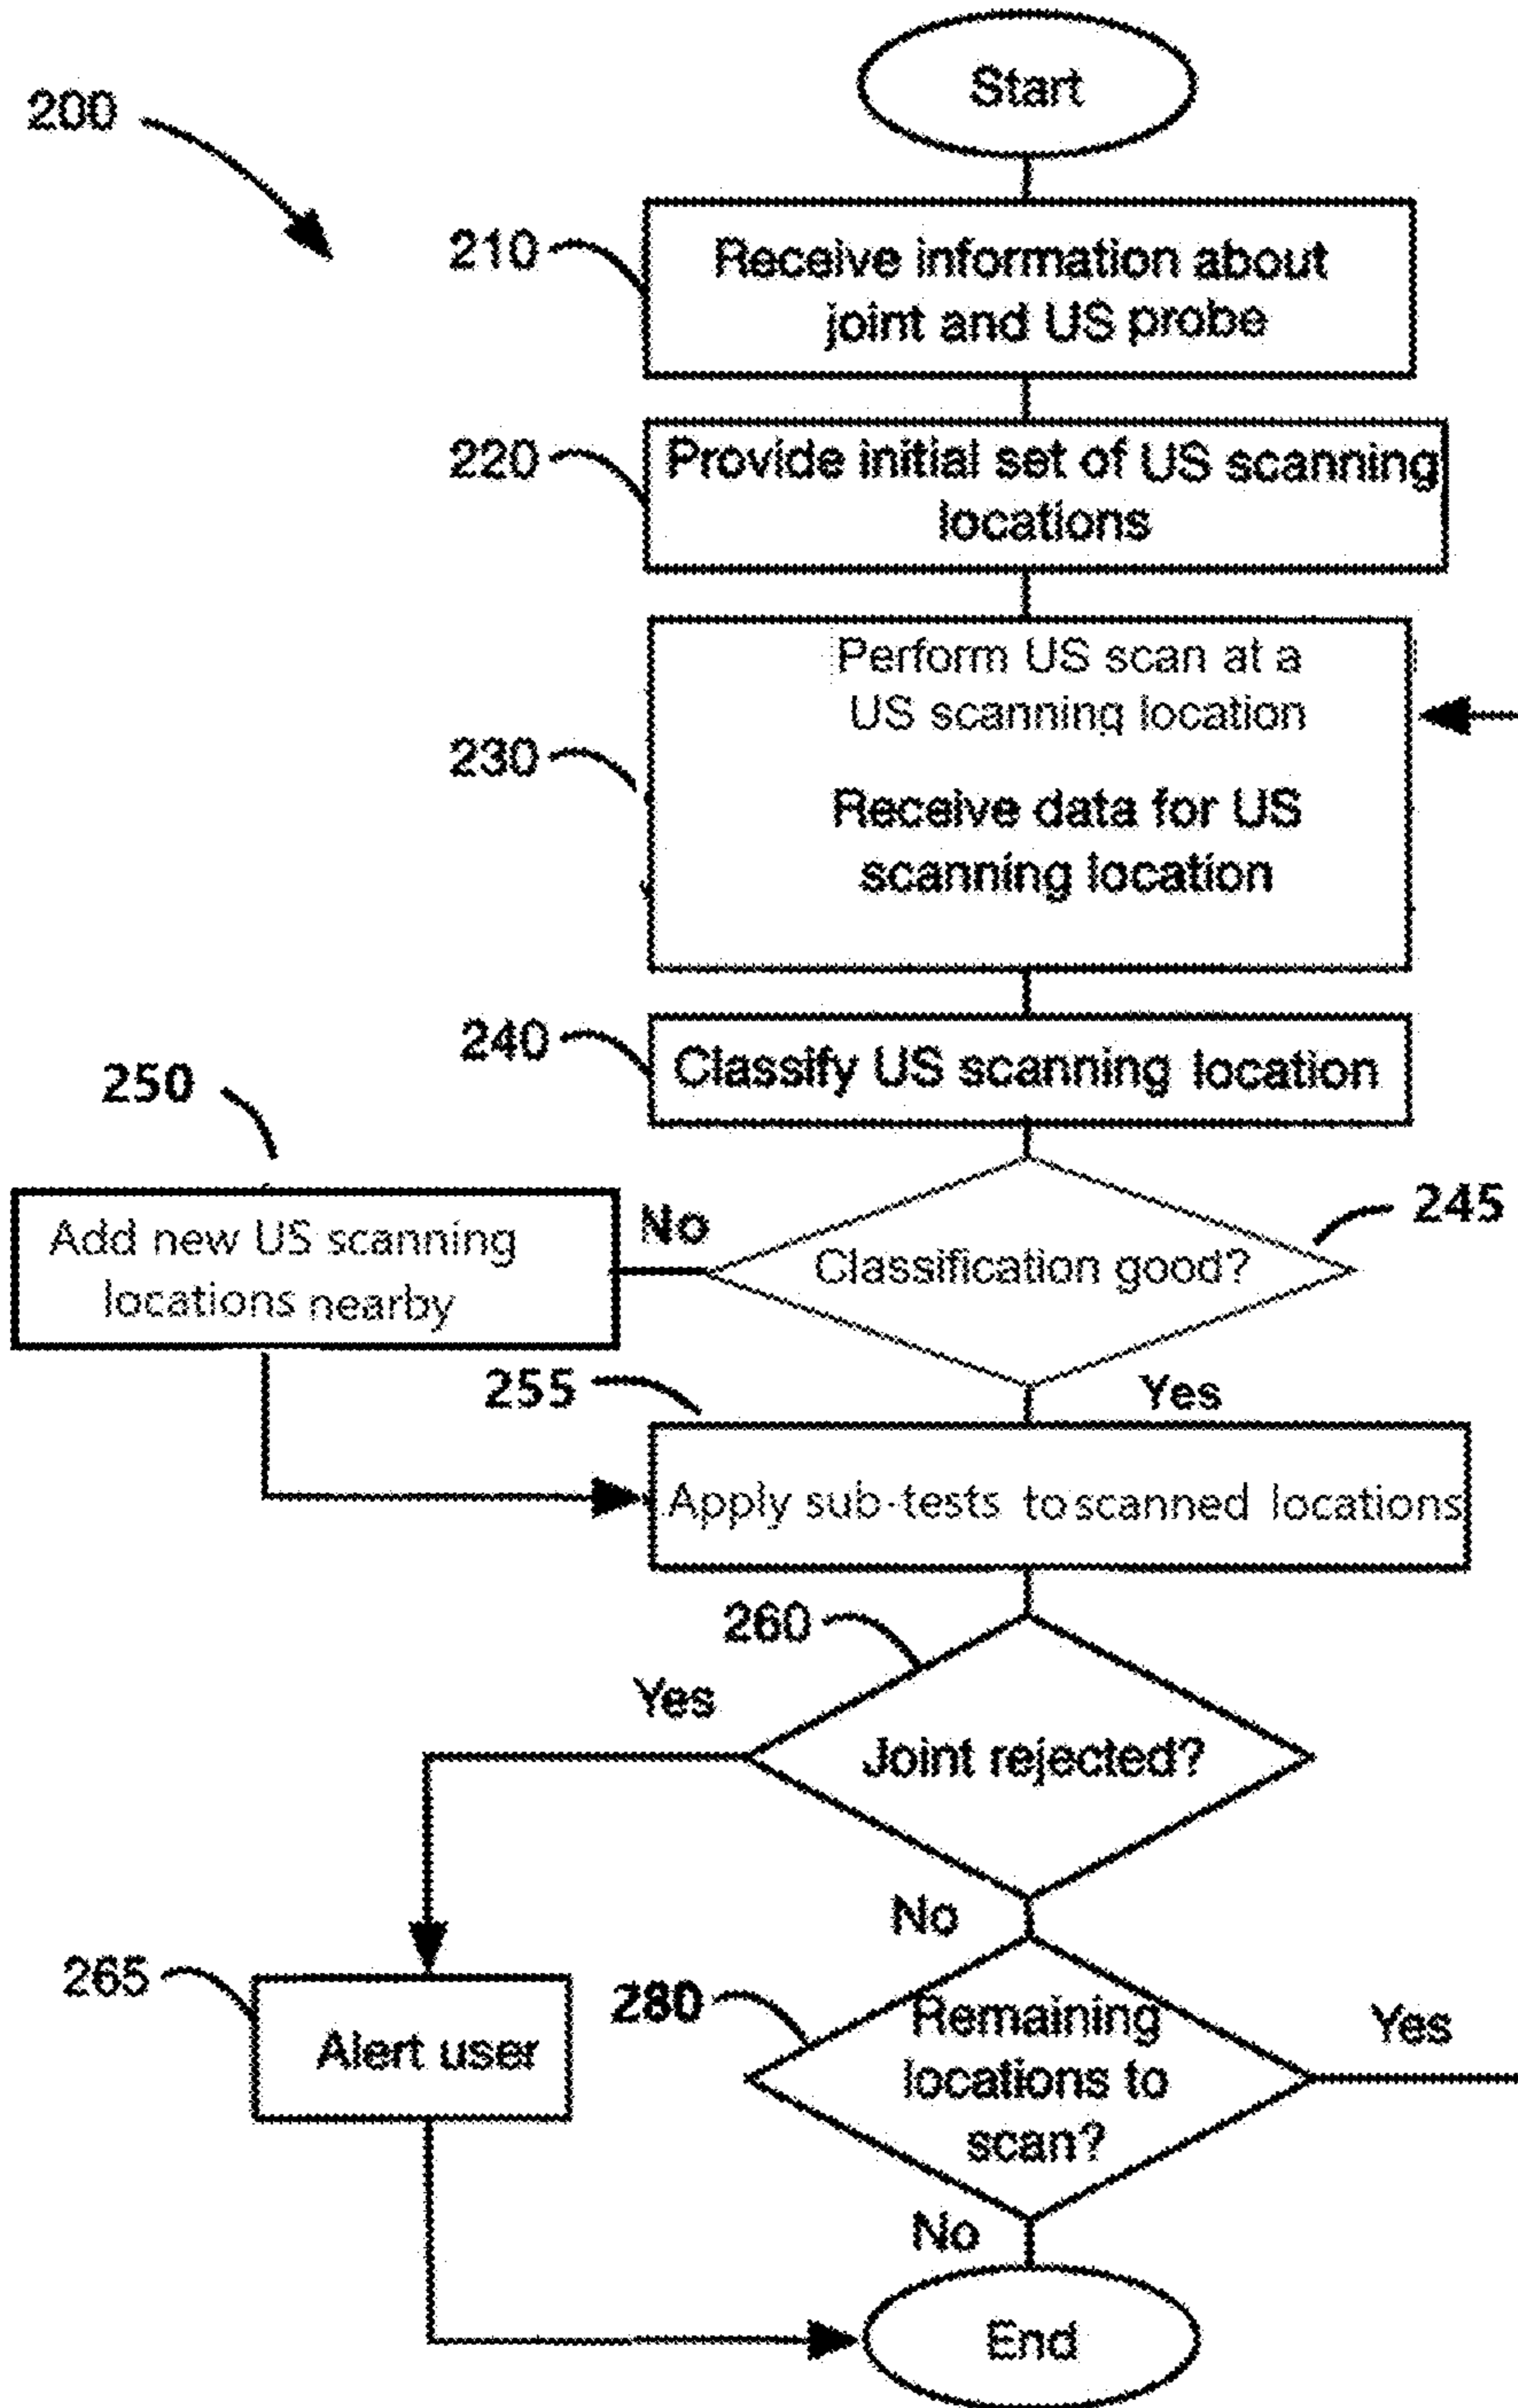 Start
200
210
Receive information about
joint and US probe
220
Provide initial set of US scanning
locations
Perform US scan at a
US scanning location
230
Receive data for US
scanning location
240
Classify US scanning location
250
245
Add new US scanning
locations nearby
No
Classification good?
255
Yes
Apply sub-tests to scanned locations
260
Yes
Joint rejected?
No
265
Alert user
280
Remaining
locations to
scan?
Yes
No
End